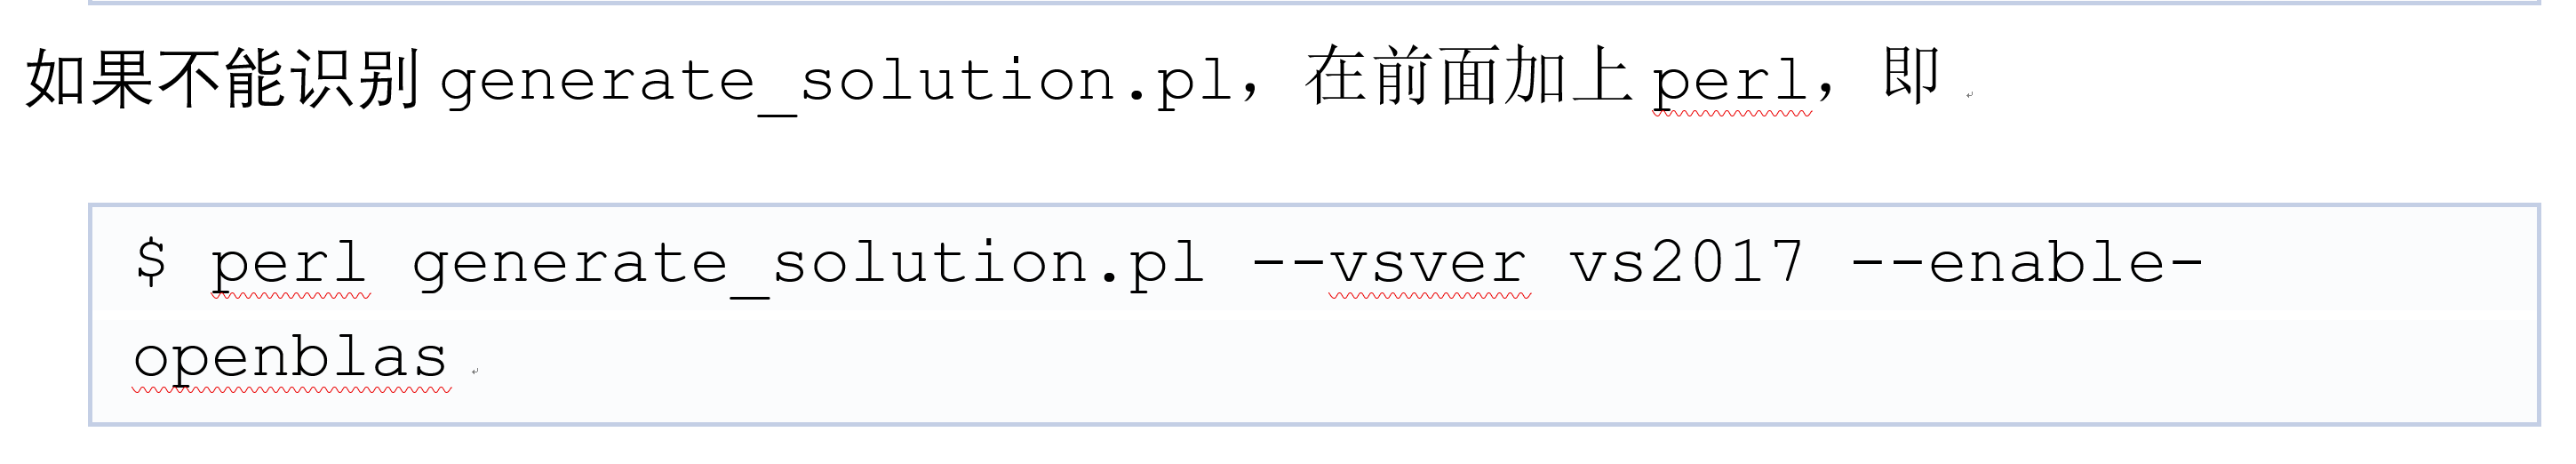 如果不能识别 generate_solution.pl，在前面加上 perl，即
$ perl generate_solution.pl --vsver vs2017 --enable-
openblas